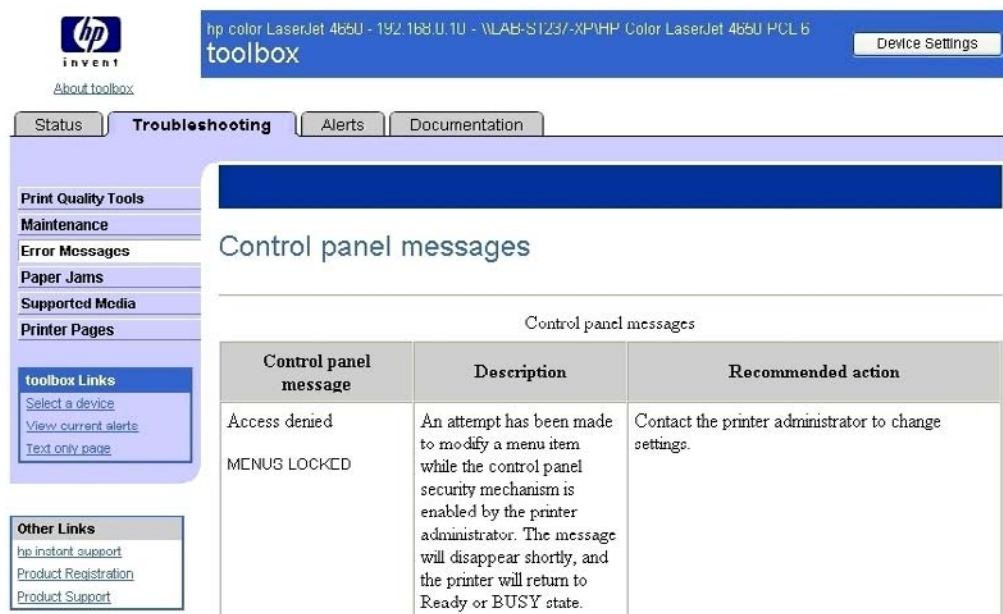 hp
invent
About toolbox
hp color LaserJet 4650 - 192.168.0.10 - \\LAB-S1237-XP\HP Color LaserJet 4650 PCL 6
toolbox
Device Settings
Status
Troubleshooting
Alerts
Documentation
Print Quality Tools
Maintenance
Error Messages
Paper Jams
Supported Media
Printer Pages
toolbox Links
Select a device
View current alerts
Text only page
Other Links
hp instant support
Product Registration
Product Support
Control panel messages
Control panel messages
Control panel
message
Description
Recommended action
Access denied
MENUS LOCKED
An attempt has been made
to modify a menu item
while the control panel
security mechanism is
enabled by the printer
administrator. The message
will disappear shortly, and
the printer will return to
Ready or BUSY state.
Contact the printer administrator to change
settings.